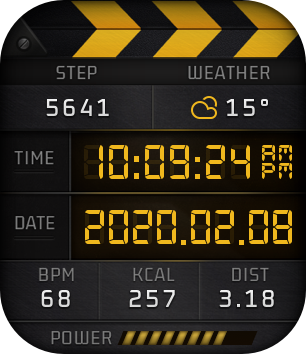 STEP WEATHER
5641 15°
TIME 10:09:24 AM PM
DATE 2020.02.08
BPM KCAL DIST
68 257 3.18
POWER